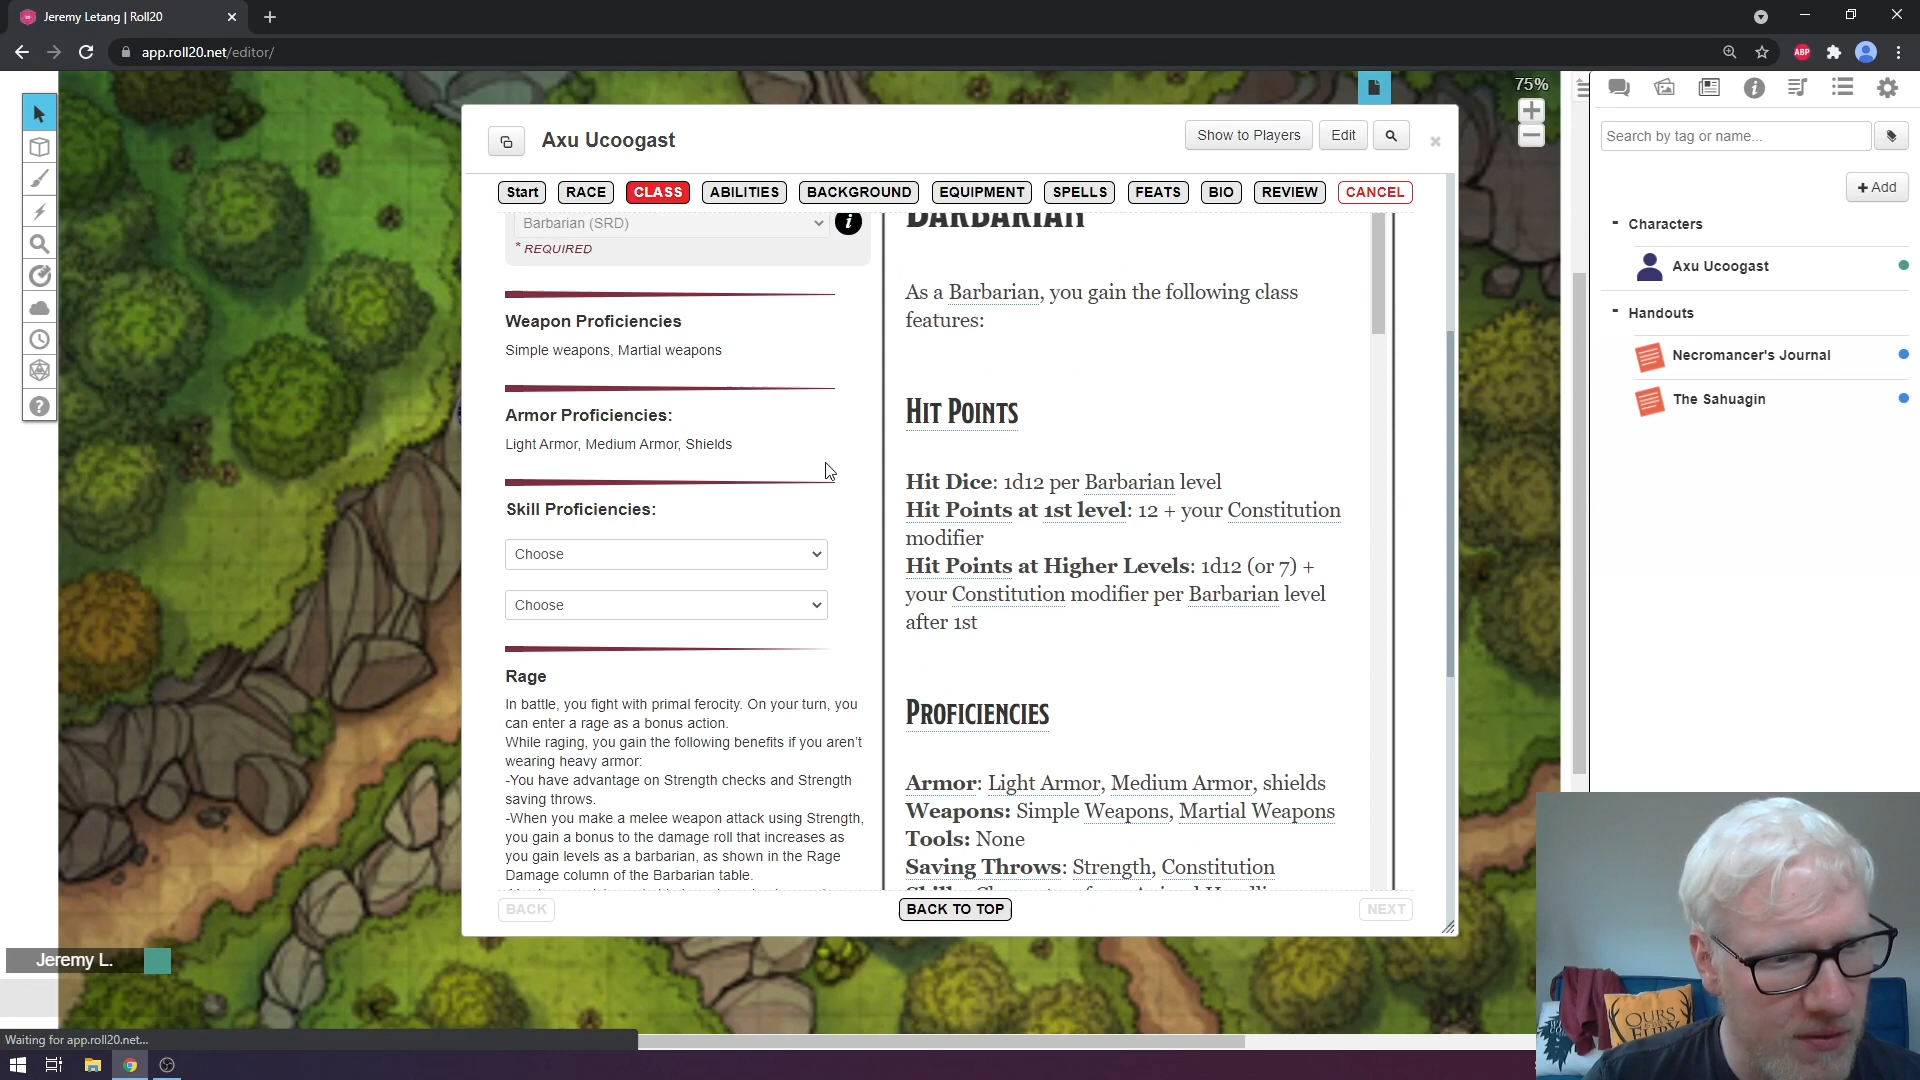 Jeremy Letang | Roll20
app.roll20.net/editor/
ABP
75%
Axu Ucoogast
Show to Players
Edit
Start
RACE
CLASS
ABILITIES
BACKGROUND
EQUIPMENT
SPELLS
FEATS
BIO
REVIEW
CANCEL
Barbarian (SRD)
* REQUIRED
Weapon Proficiencies
Simple weapons, Martial weapons
Armor Proficiencies:
Light Armor, Medium Armor, Shields
Skill Proficiencies:
Choose
Choose
Rage
In battle, you fight with primal ferocity. On your turn, you
can enter a rage as a bonus action.
While raging, you gain the following benefits if you aren't
wearing heavy armor:
-You have advantage on Strength checks and Strength
saving throws.
-When you make a melee weapon attack using Strength,
you gain a bonus to the damage roll that increases as
you gain levels as a barbarian, as shown in the Rage
Damage column of the Barbarian table.
BARBARIAN
As a Barbarian, you gain the following class
features:
Hit Points
Hit Dice: 1d12 per Barbarian level
Hit Points at 1st level: 12 + your Constitution
modifier
Hit Points at Higher Levels: 1d12 (or 7) +
your Constitution modifier per Barbarian level
after 1st
Proficiencies
Armor: Light Armor, Medium Armor, shields
Weapons: Simple Weapons, Martial Weapons
Tools: None
Saving Throws: Strength, Constitution
BACK
BACK TO TOP
NEXT
Search by tag or name...
+ Add
- Characters
Axu Ucoogast
- Handouts
Necromancer's Journal
The Sahuagin
Jeremy L.
Waiting for app.roll20.net...
OURS
FURY